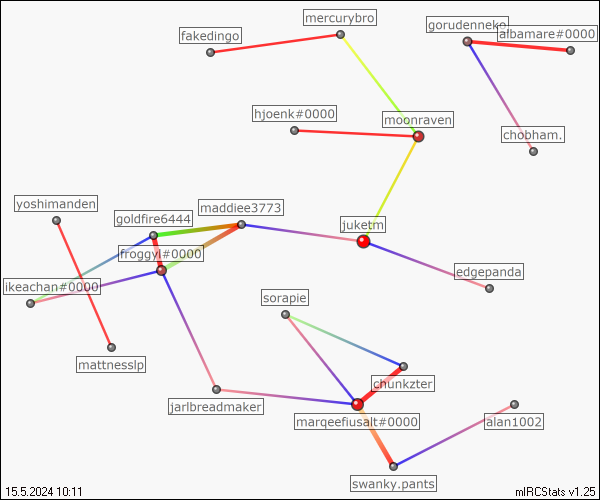 mercurybro
gorudenneko
albamare#0000
fakedingo
hjoenk#0000
moonraven
chobham.
yoshimanden
maddiee3773
goldfire6444
juketm
froggyl#0000
edgepanda
ikeachan#0000
sorapie
mattnesslp
chunkzter
jarlbreadmaker
marqeefiusalt#0000
alan1002
swanky.pants
15.5.2024 10:11
mIRCStats v1.25